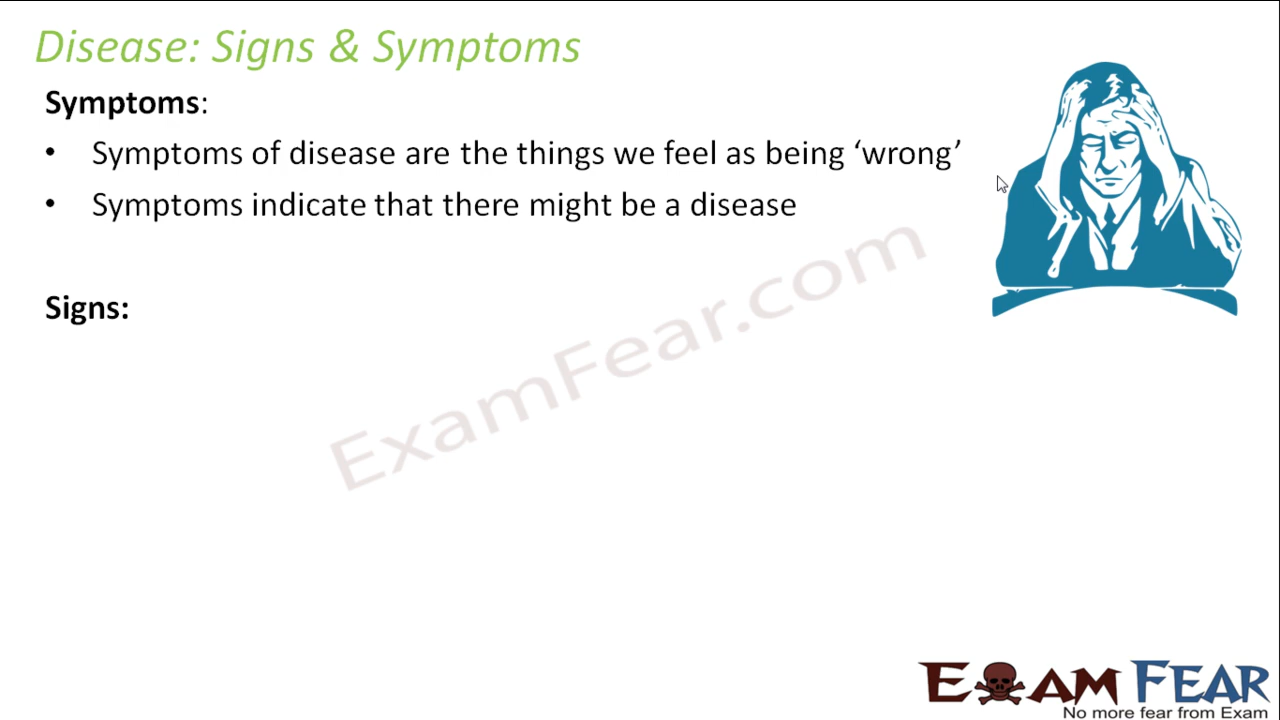 Disease: Signs & Symptoms
Symptoms:
• Symptoms of disease are the things we feel as being ‘wrong’
• Symptoms indicate that there might be a disease
Signs:
ExamFear.com
EXAM FEAR
No more fear from Exam